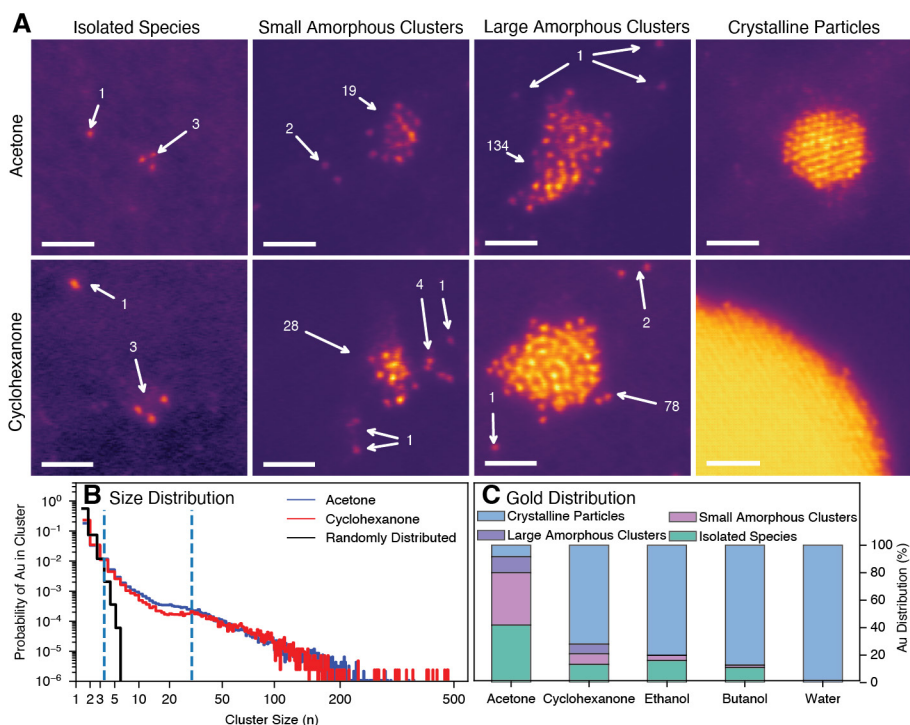 A
Isolated Species
Small Amorphous Clusters
Large Amorphous Clusters
Crystalline Particles
Acetone
1
3
2
19
134
1
Cyclohexanone
1
3
28
4
1
1
1
2
78
B Size Distribution
Acetone
Cyclohexanone
Randomly Distributed
Probability of Au in Cluster
10⁰
10⁻¹
10⁻²
10⁻³
10⁻⁴
10⁻⁵
10⁻⁶
1 2 3 5 10 20 50 100 200 500
Cluster Size (n)
C Gold Distribution
Crystalline Particles
Small Amorphous Clusters
Large Amorphous Clusters
Isolated Species
100
80
60
40
20
0
Au Distribution (%)
Acetone Cyclohexanone Ethanol Butanol Water